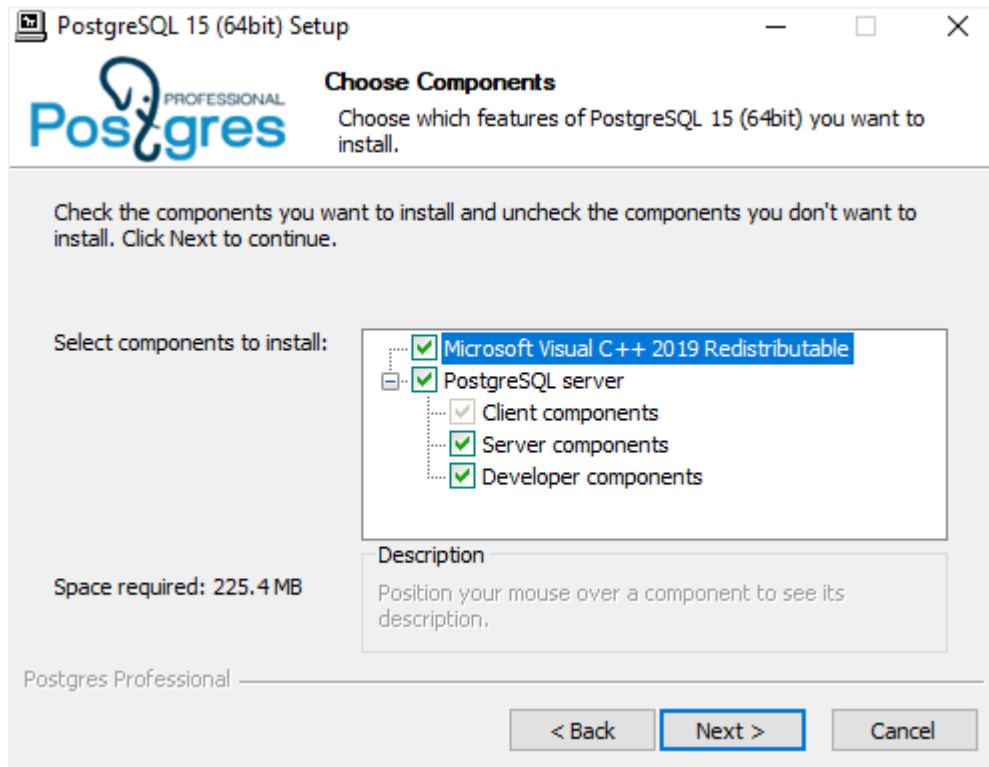 PostgreSQL 15 (64bit) Setup
PROFESSIONAL
Postgres
Choose Components
Choose which features of PostgreSQL 15 (64bit) you want to
install.
Check the components you want to install and uncheck the components you don't want to
install. Click Next to continue.
Select components to install:
Microsoft Visual C++ 2019 Redistributable
PostgreSQL server
Client components
Server components
Developer components
Space required: 225.4 MB
Description
Position your mouse over a component to see its
description.
Postgres Professional
< Back
Next >
Cancel